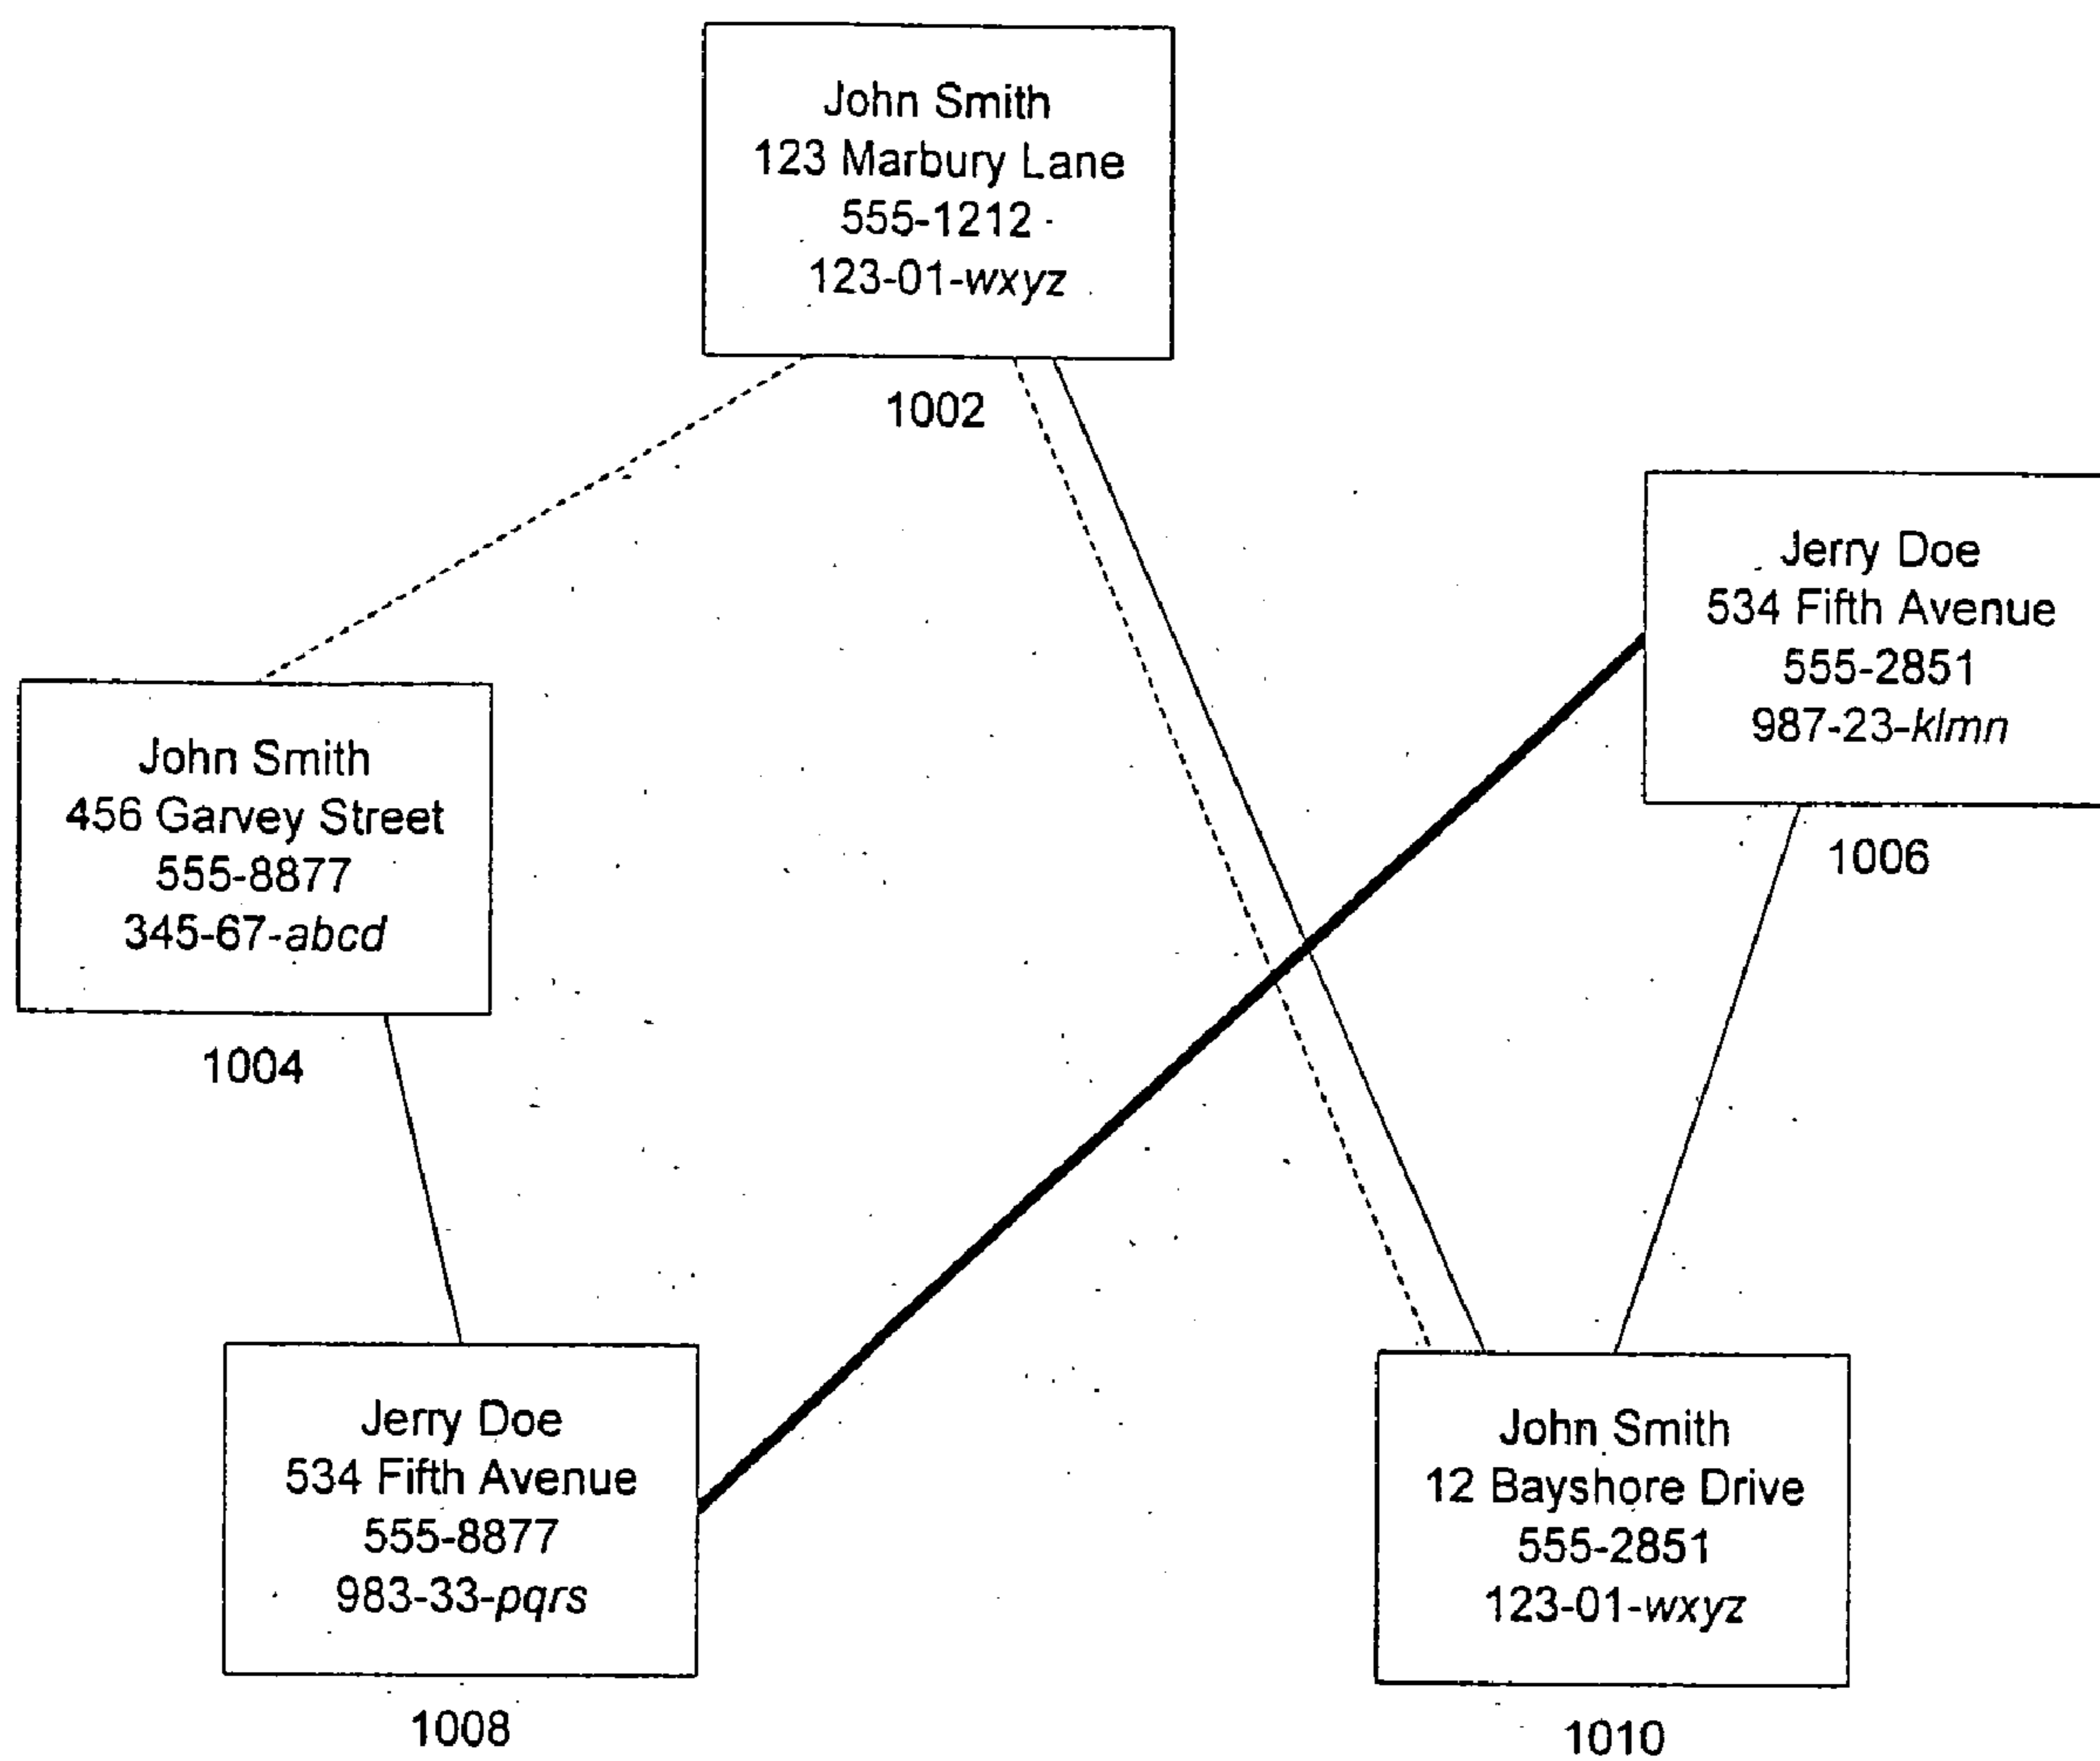 John Smith
123 Marbury Lane
555-1212
123-01-wxyz
1002
Jerry Doe
534 Fifth Avenue
555-2851
987-23-klmn
1006
John Smith
456 Garvey Street
555-8877
345-67-abcd
1004
Jerry Doe
534 Fifth Avenue
555-8877
983-33-pqrs
1008
John Smith
12 Bayshore Drive
555-2851
123-01-wxyz
1010